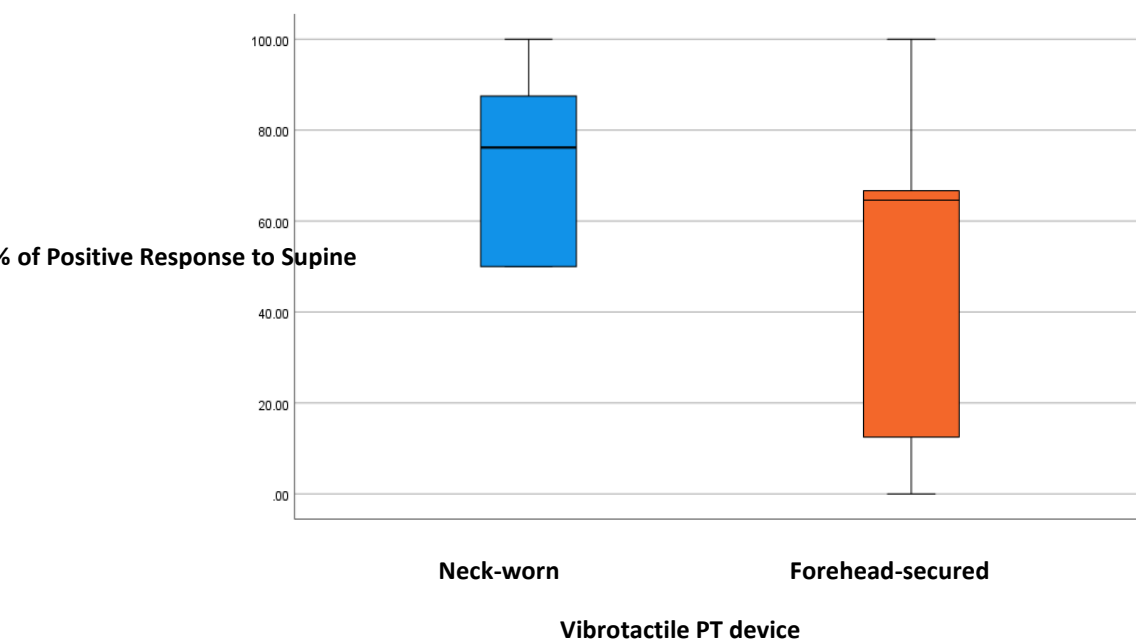 100.00
80.00
60.00
% of Positive Response to Supine
40.00
20.00
.00
Neck-worn Forehead-secured
Vibrotactile PT device